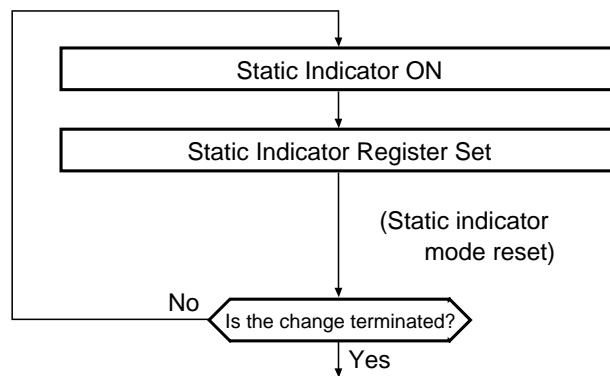 Static Indicator ON
Static Indicator Register Set
(Static indicator
mode reset)
No
Is the change terminated?
Yes